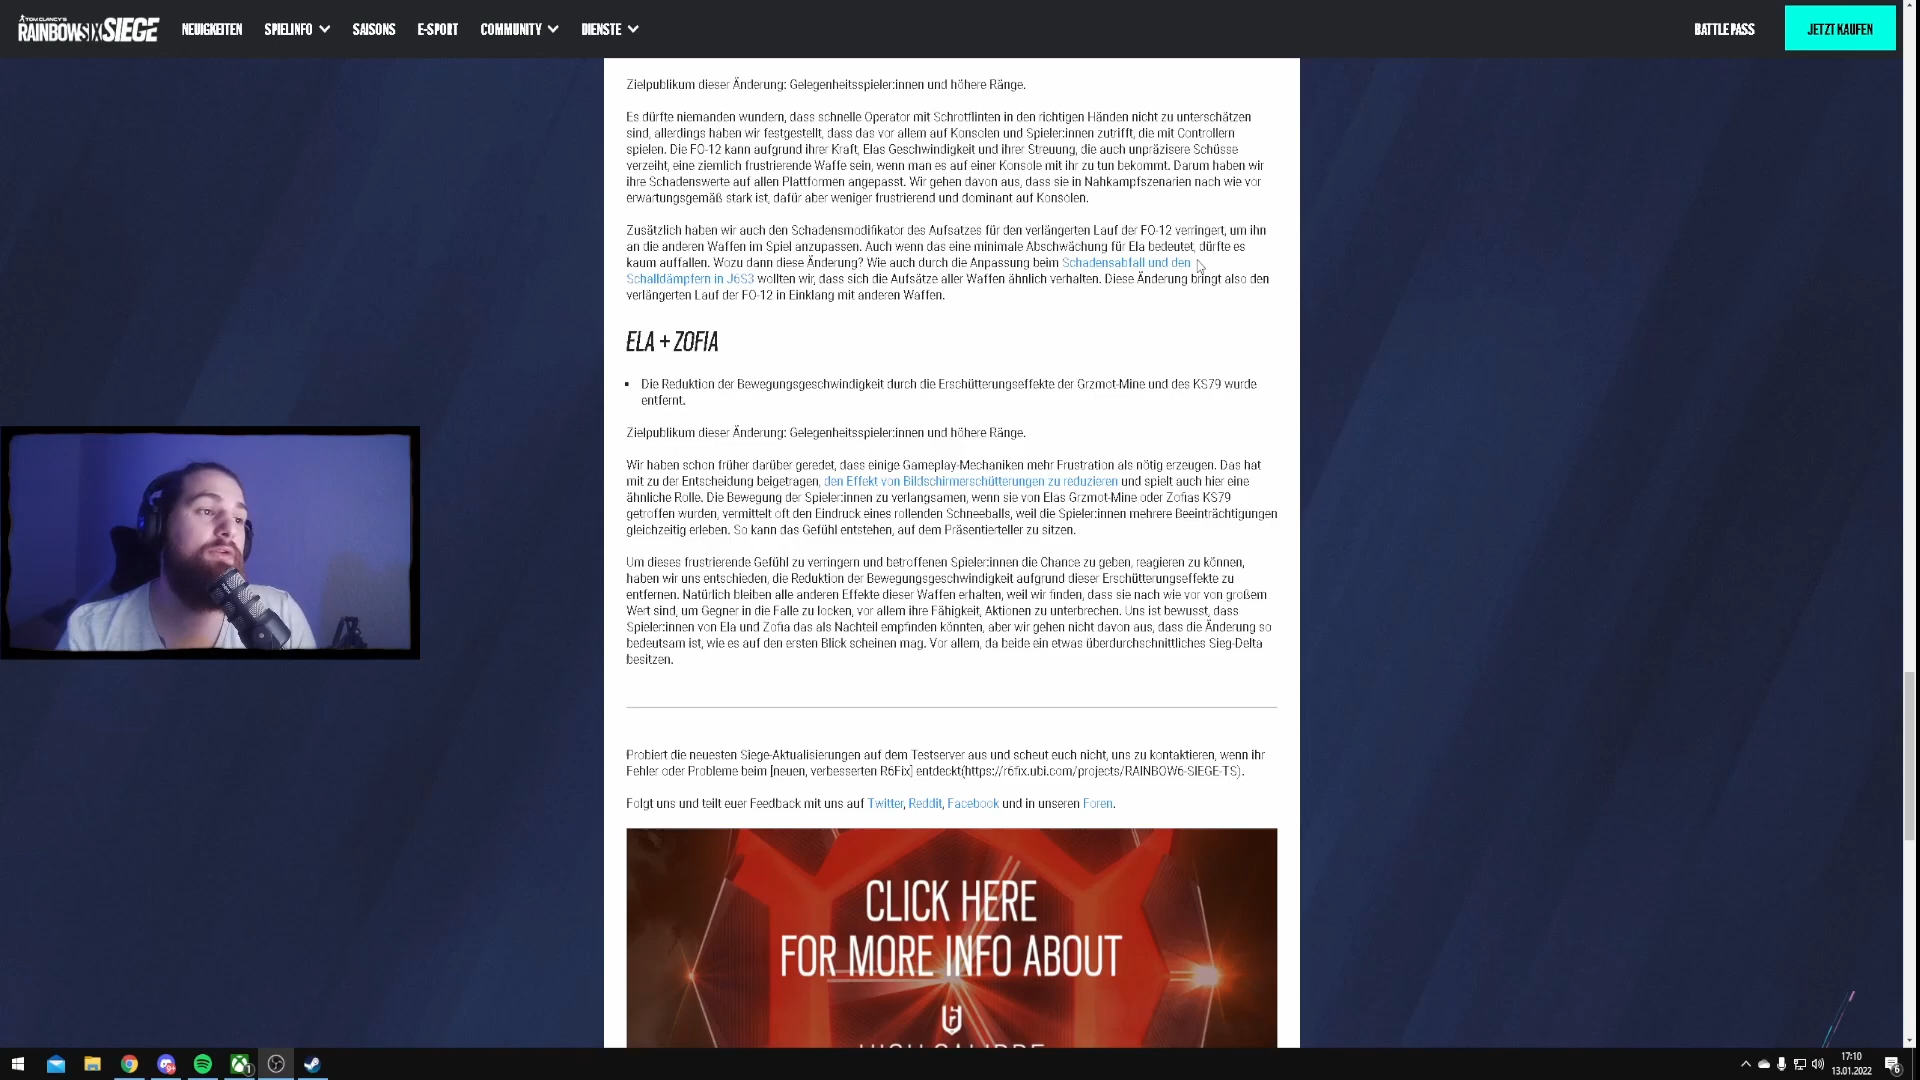 TOM CLANCY'S
RAINBOWSIX SIEGE
NEUIGKEITEN SPIELINFO SAISONS E-SPORT COMMUNITY DIENSTE BATTLE PASS JETZT KAUFEN
Zielpublikum dieser Änderung: Gelegenheitsspieler:innen und höhere Ränge.
Es dürfte niemanden wundern, dass schnelle Operator mit Schrotflinten in den richtigen Händen nicht zu unterschätzen
sind, allerdings haben wir festgestellt, dass das vor allem auf Konsolen und Spieler:innen zutrifft, die mit Controllern
spielen. Die FO-12 kann aufgrund ihrer Kraft, Elas Geschwindigkeit und ihrer Streuung, die auch unpräzisere Schüsse
verzeiht, eine ziemlich frustrierende Waffe sein, wenn man es auf einer Konsole mit ihr zu tun bekommt. Darum haben wir
ihre Schadenswerte auf allen Plattformen angepasst. Wir gehen davon aus, dass sie in Nahkampfszenarien nach wie vor
erwartungsgemäß stark ist, dafür aber weniger frustrierend und dominant auf Konsolen.
Zusätzlich haben wir auch den Schadensmodifikator des Aufsatzes für den verlängerten Lauf der FO-12 verringert, um ihn
an die anderen Waffen im Spiel anzupassen. Auch wenn das eine minimale Abschwächung für Ela bedeutet, dürfte es
kaum auffallen. Wozu dann diese Änderung? Wie auch durch die Anpassung beim Schadensabfall und den
Schalldämpfern in J6S3 wollten wir, dass sich die Aufsätze aller Waffen ähnlich verhalten. Diese Änderung bringt also den
verlängerten Lauf der FO-12 in Einklang mit anderen Waffen.
ELA + ZOFIA
▪ Die Reduktion der Bewegungsgeschwindigkeit durch die Erschütterungseffekte der Grzmot-Mine und des KS79 wurde
entfernt.
Zielpublikum dieser Änderung: Gelegenheitsspieler:innen und höhere Ränge.
Wir haben schon früher darüber geredet, dass einige Gameplay-Mechaniken mehr Frustration als nötig erzeugen. Das hat
mit zu der Entscheidung beigetragen, den Effekt von Bildschirmerschütterungen zu reduzieren und spielt auch hier eine
ähnliche Rolle. Die Bewegung der Spieler:innen zu verlangsamen, wenn sie von Elas Grzmot-Mine oder Zofias KS79
getroffen wurden, vermittelt oft den Eindruck eines rollenden Schneeballs, weil die Spieler:innen mehrere Beeinträchtigungen
gleichzeitig erleben. So kann das Gefühl entstehen, auf dem Präsentierteller zu sitzen.
Um dieses frustrierende Gefühl zu verringern und betroffenen Spieler:innen die Chance zu geben, reagieren zu können,
haben wir uns entschieden, die Reduktion der Bewegungsgeschwindigkeit aufgrund dieser Erschütterungseffekte zu
entfernen. Natürlich bleiben alle anderen Effekte dieser Waffen erhalten, weil wir finden, dass sie nach wie vor von großem
Wert sind, um Gegner in die Falle zu locken, vor allem ihre Fähigkeit, Aktionen zu unterbrechen. Uns ist bewusst, dass
Spieler:innen von Ela und Zofia das als Nachteil empfinden könnten, aber wir gehen nicht davon aus, dass die Änderung so
bedeutsam ist, wie es auf den ersten Blick scheinen mag. Vor allem, da beide ein etwas überdurchschnittliches Sieg-Delta
besitzen.
Probiert die neuesten Siege-Aktualisierungen auf dem Testserver aus und scheut euch nicht, uns zu kontaktieren, wenn ihr
Fehler oder Probleme beim [neuen, verbesserten R6Fix] entdeckt(https://r6fix.ubi.com/projects/RAINBOW6-SIEGE-TS).
Folgt uns und teilt euer Feedback mit uns auf Twitter, Reddit, Facebook und in unseren Foren.
CLICK HERE
FOR MORE INFO ABOUT
HIGH CALIBRE
17:10
13.01.2022